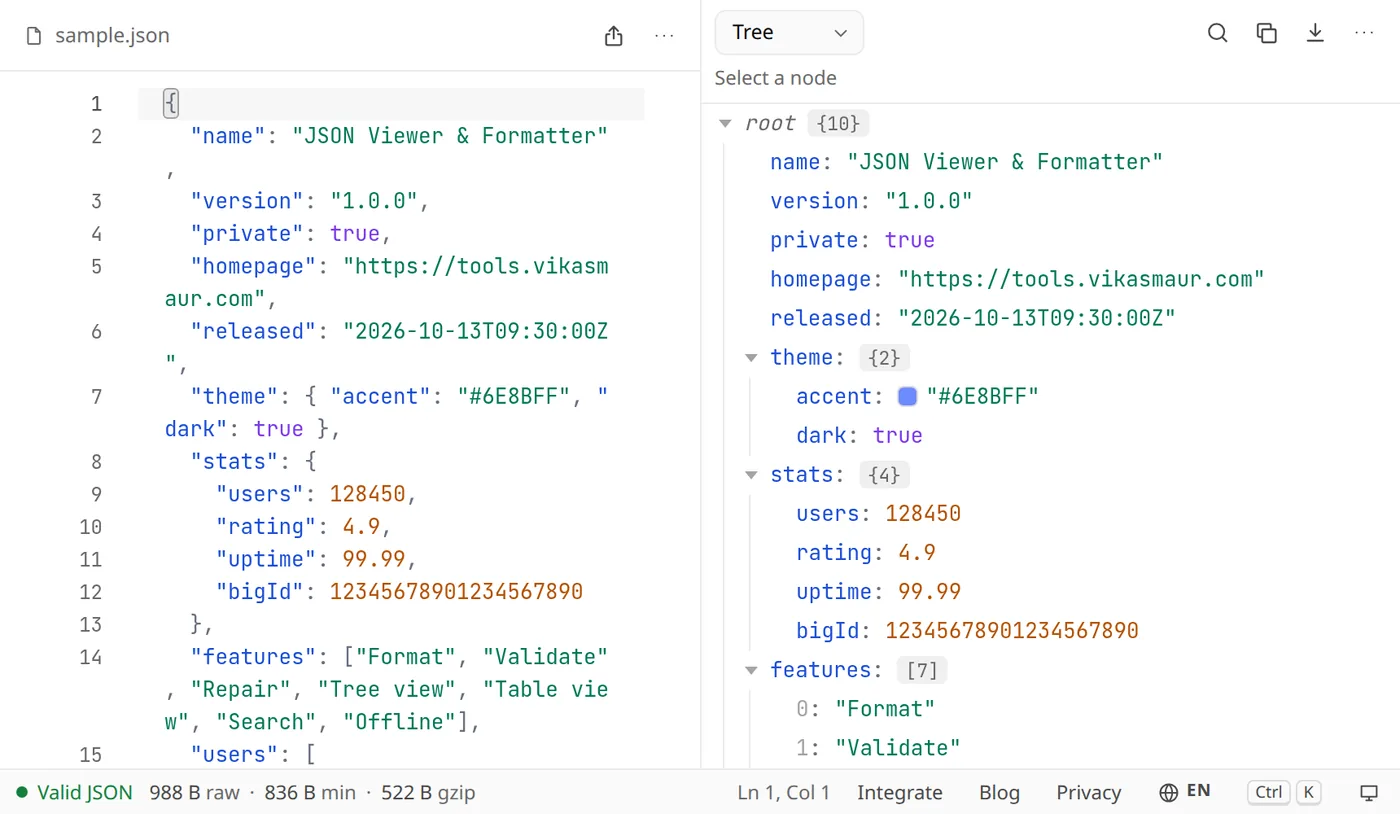 sample.json
···
1 {
2 "name": "JSON Viewer & Formatter"
,
3 "version": "1.0.0",
4 "private": true,
5 "homepage": "https://tools.vikasm
aur.com",
6 "released": "2026-10-13T09:30:00Z
",
7 "theme": { "accent": "#6E8BFF", "
dark": true },
8 "stats": {
9 "users": 128450,
10 "rating": 4.9,
11 "uptime": 99.99,
12 "bigId": 12345678901234567890
13 },
14 "features": ["Format", "Validate"
, "Repair", "Tree view", "Table vie
w", "Search", "Offline"],
15 "users": [
Tree
···
Select a node
root {10}
name: "JSON Viewer & Formatter"
version: "1.0.0"
private: true
homepage: "https://tools.vikasmaur.com"
released: "2026-10-13T09:30:00Z"
theme: {2}
accent: "#6E8BFF"
dark: true
stats: {4}
users: 128450
rating: 4.9
uptime: 99.99
bigId: 12345678901234567890
features: [7]
0: "Format"
1: "Validate"
Valid JSON 988 B raw · 836 B min · 522 B gzip
Ln 1, Col 1 Integrate Blog Privacy EN Ctrl K